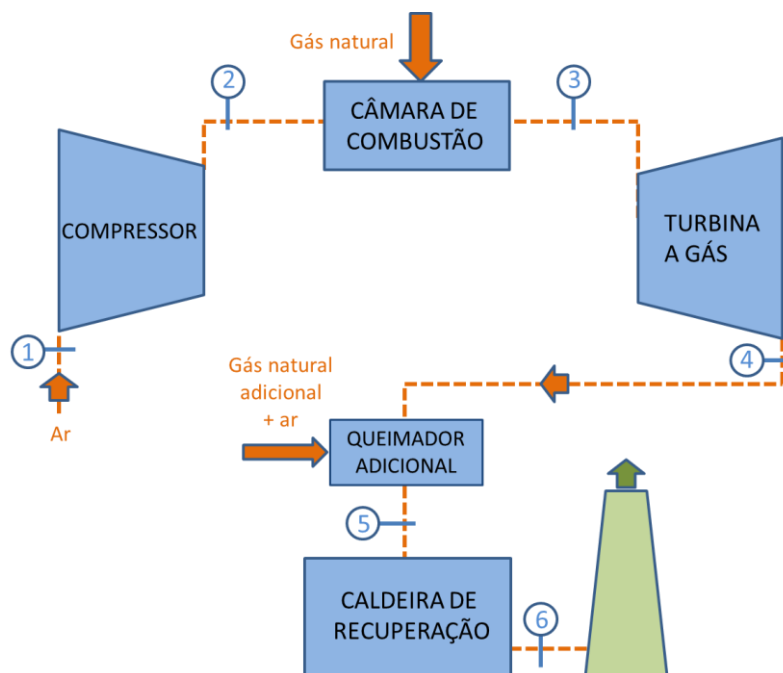 Gás natural
2
3
CÂMARA DE
COMBUSTÃO
COMPRESSOR
TURBINA
A GÁS
1
4
Ar
Gás natural
adicional
+ ar
QUEIMADOR
ADICIONAL
5
CALDEIRA DE
RECUPERAÇÃO
6